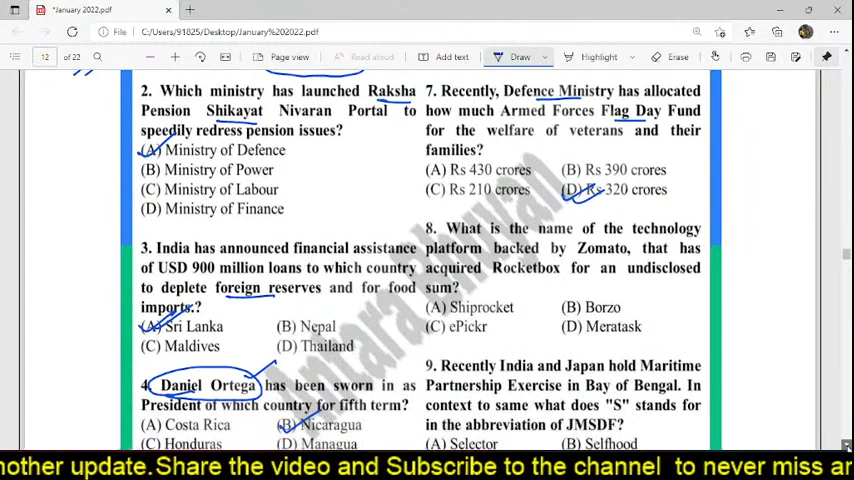 *January 2022.pdf
File
C:/Users/91825/Desktop/January%202022.pdf
12 of 22
Page view
Read aloud
Add text
Draw
Highlight
Erase
2. Which ministry has launched Raksha
Pension Shikayat Nivaran Portal to
speedily redress pension issues?
(A) Ministry of Defence
(B) Ministry of Power
(C) Ministry of Labour
(D) Ministry of Finance
3. India has announced financial assistance
of USD 900 million loans to which country
to deplete foreign reserves and for food
imports.?
(A) Sri Lanka (B) Nepal
(C) Maldives (D) Thailand
4. Daniel Ortega has been sworn in as
President of which country for fifth term?
(A) Costa Rica (B) Nicaragua
(C) Honduras (D) Managua
7. Recently, Defence Ministry has allocated
how much Armed Forces Flag Day Fund
for the welfare of veterans and their
families?
(A) Rs 430 crores (B) Rs 390 crores
(C) Rs 210 crores (D) Rs 320 crores
8. What is the name of the technology
platform backed by Zomato, that has
acquired Rocketbox for an undisclosed
sum?
(A) Shiprocket (B) Borzo
(C) ePickr (D) Meratask
9. Recently India and Japan hold Maritime
Partnership Exercise in Bay of Bengal. In
context to same what does "S" stands for
in the abbreviation of JMSDF?
(A) Selector (B) Selfhood
Antara Bhuyan
nother update.Share the video and Subscribe to the channel to never miss an